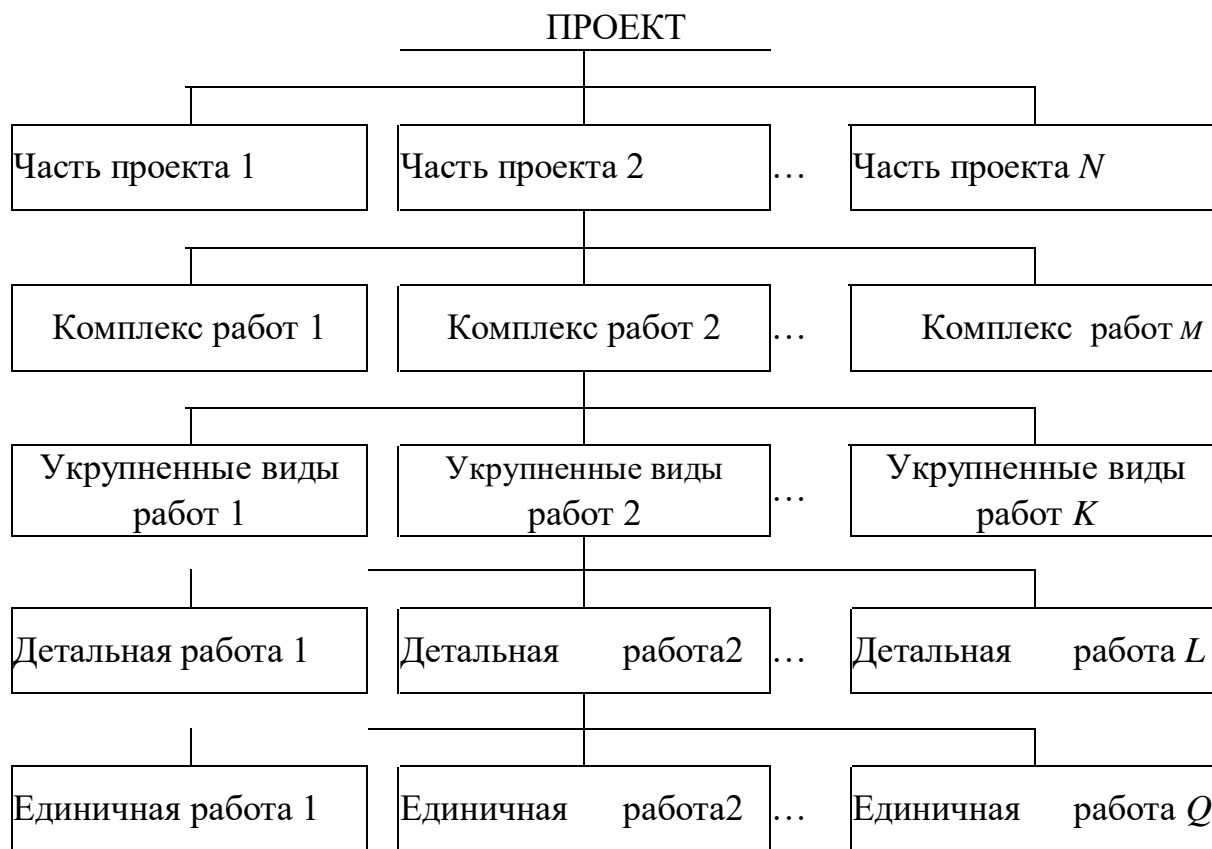 ПРОЕКТ
Часть проекта 1
Часть проекта 2
…
Часть проекта N
Комплекс работ 1
Комплекс работ 2
…
Комплекс работ м
Укрупненные виды
работ 1
Укрупненные виды
работ 2
…
Укрупненные виды
работ K
Детальная работа 1
Детальная работа2
…
Детальная работа L
Единичная работа 1
Единичная работа2
…
Единичная работа Q